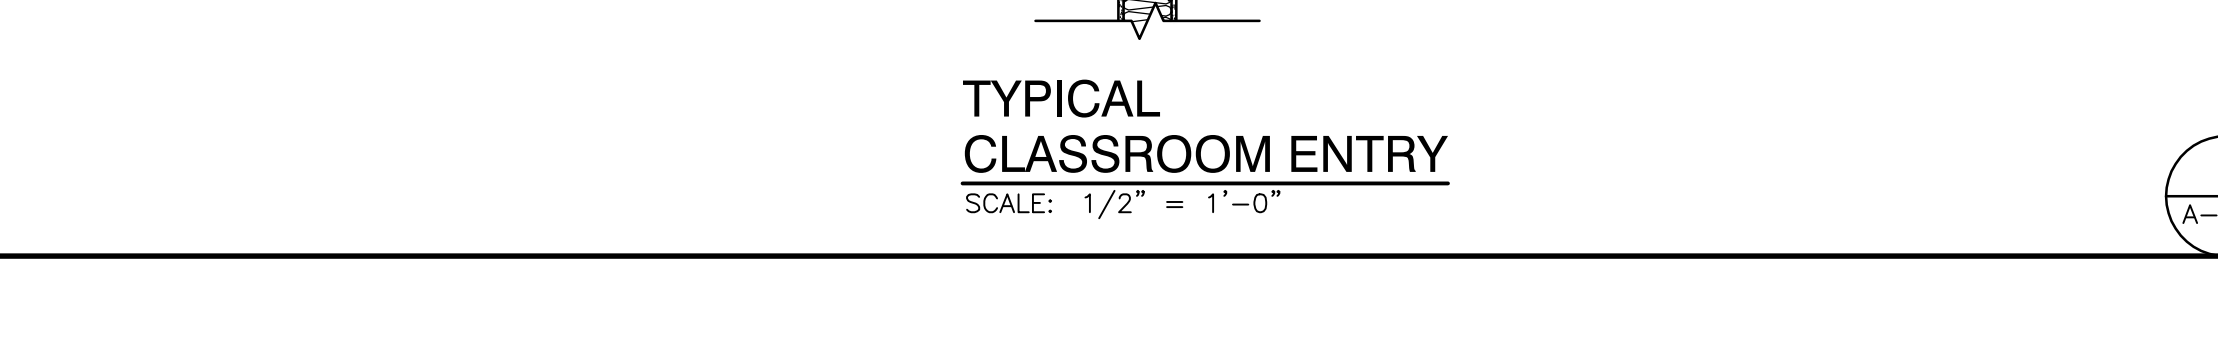 TYPICAL
CLASSROOM ENTRY
SCALE: 1/2" = 1'-0"
A-